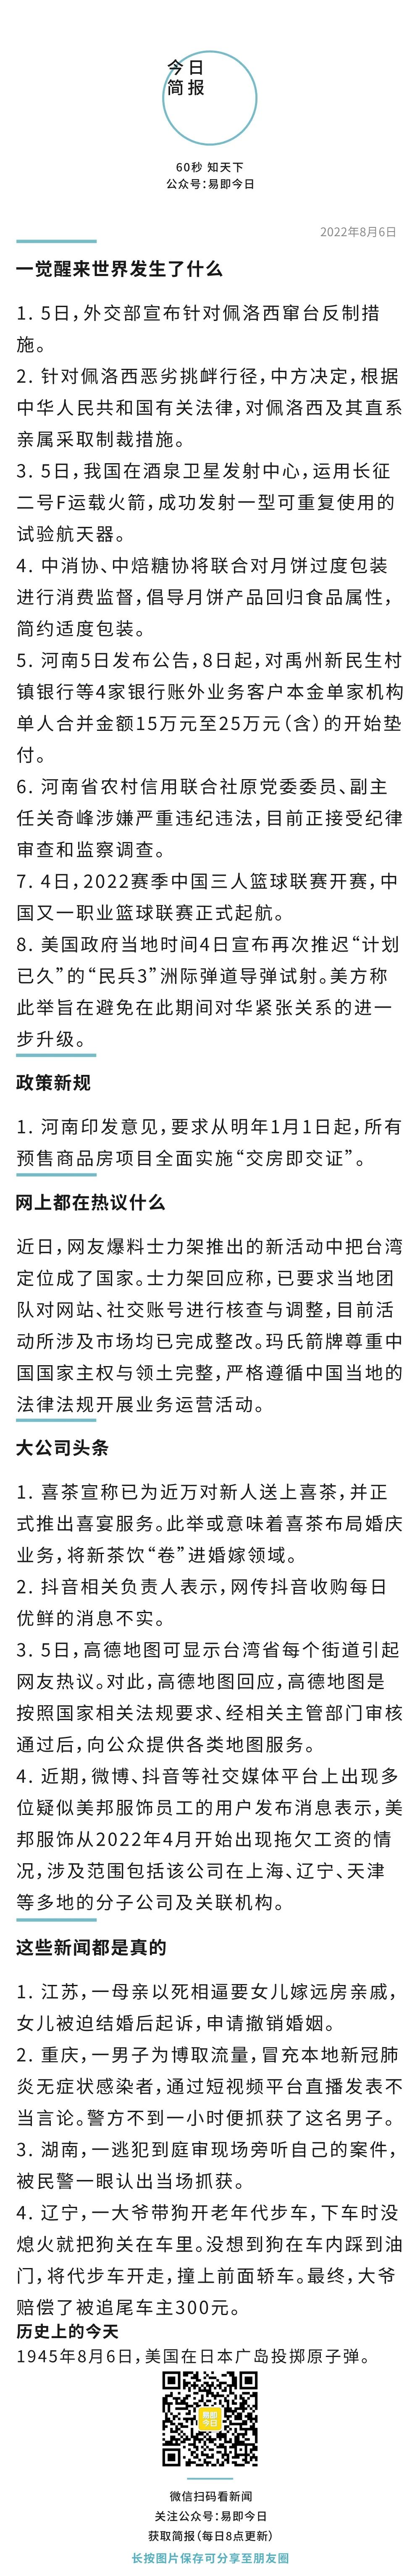 今日
简报
60秒 知天下
公众号:易即今日
2022年8月6日
一觉醒来世界发生了什么
1. 5日,外交部宣布针对佩洛西窜台反制措
施。
2. 针对佩洛西恶劣挑衅行径,中方决定,根据
中华人民共和国有关法律,对佩洛西及其直系
亲属采取制裁措施。
3. 5日,我国在酒泉卫星发射中心,运用长征
二号F运载火箭,成功发射一型可重复使用的
试验航天器。
4. 中消协、中焙糖协将联合对月饼过度包装
进行消费监督,倡导月饼产品回归食品属性,
简约适度包装。
5. 河南5日发布公告,8日起,对禹州新民生村
镇银行等4家银行账外业务客户本金单家机构
单人合并金额15万元至25万元(含)的开始垫
付。
6. 河南省农村信用联合社原党委委员、副主
任关奇峰涉嫌严重违纪违法,目前正接受纪律
审查和监察调查。
7. 4日,2022赛季中国三人篮球联赛开赛,中
国又一职业篮球联赛正式起航。
8. 美国政府当地时间4日宣布再次推迟“计划
已久”的“民兵3”洲际弹道导弹试射。美方称
此举旨在避免在此期间对华紧张关系的进一
步升级。
政策新规
1. 河南印发意见,要求从明年1月1日起,所有
预售商品房项目全面实施“交房即交证”。
网上都在热议什么
近日,网友爆料士力架推出的新活动中把台湾
定位成了国家。士力架回应称,已要求当地团
队对网站、社交账号进行核查与调整,目前活
动所涉及市场均已完成整改。玛氏箭牌尊重中
国国家主权与领土完整,严格遵循中国当地的
法律法规开展业务运营活动。
大公司头条
1. 喜茶宣称已为近万对新人送上喜茶,并正
式推出喜宴服务。此举或意味着喜茶布局婚庆
业务,将新茶饮“卷”进婚嫁领域。
2. 抖音相关负责人表示,网传抖音收购每日
优鲜的消息不实。
3. 5日,高德地图可显示台湾省每个街道引起
网友热议。对此,高德地图回应,高德地图是
按照国家相关法规要求、经相关主管部门审核
通过后,向公众提供各类地图服务。
4. 近期,微博、抖音等社交媒体平台上出现多
位疑似美邦服饰员工的用户发布消息表示,美
邦服饰从2022年4月开始出现拖欠工资的情
况,涉及范围包括该公司在上海、辽宁、天津
等多地的分子公司及关联机构。
这些新闻都是真的
1. 江苏,一母亲以死相逼要女儿嫁远房亲戚,
女儿被迫结婚后起诉,申请撤销婚姻。
2. 重庆,一男子为博取流量,冒充本地新冠肺
炎无症状感染者,通过短视频平台直播发表不
当言论。警方不到一小时便抓获了这名男子。
3. 湖南,一逃犯到庭审现场旁听自己的案件,
被民警一眼认出当场抓获。
4. 辽宁,一大爷带狗开老年代步车,下车时没
熄火就把狗关在车里。没想到狗在车内踩到油
门,将代步车开走,撞上前面轿车。最终,大爷
赔偿了被追尾车主300元。
历史上的今天
1945年8月6日,美国在日本广岛投掷原子弹。
易即
今日
微信扫码看新闻
关注公众号:易即今日
获取简报(每日8点更新)
长按图片保存可分享至朋友圈